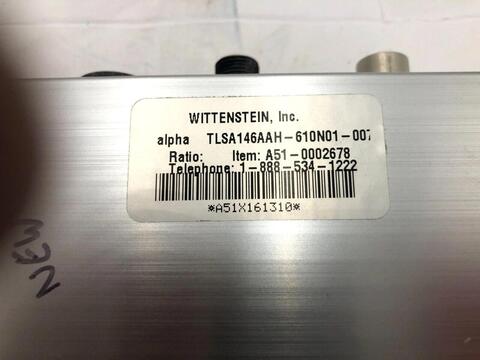 WITTENSTEIN, Inc.
alpha TLSA146AAH-610N01-007
Ratio: Item: A51-0002678
Telephone: 1-888-534-1222
*A51X161310*
NEW